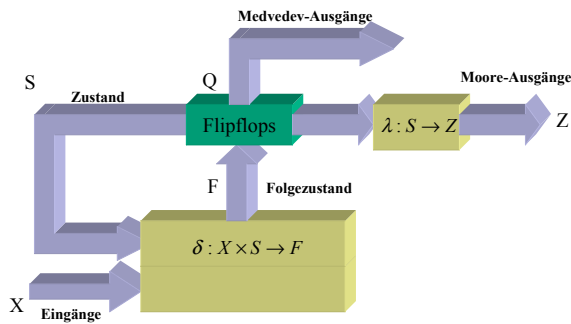 Medvedev-Ausgänge
S
Q
Zustand
Moore-Ausgänge
Flipflops
λ : S → Z
Z
F
Folgezustand
δ : X × S → F
X
Eingänge